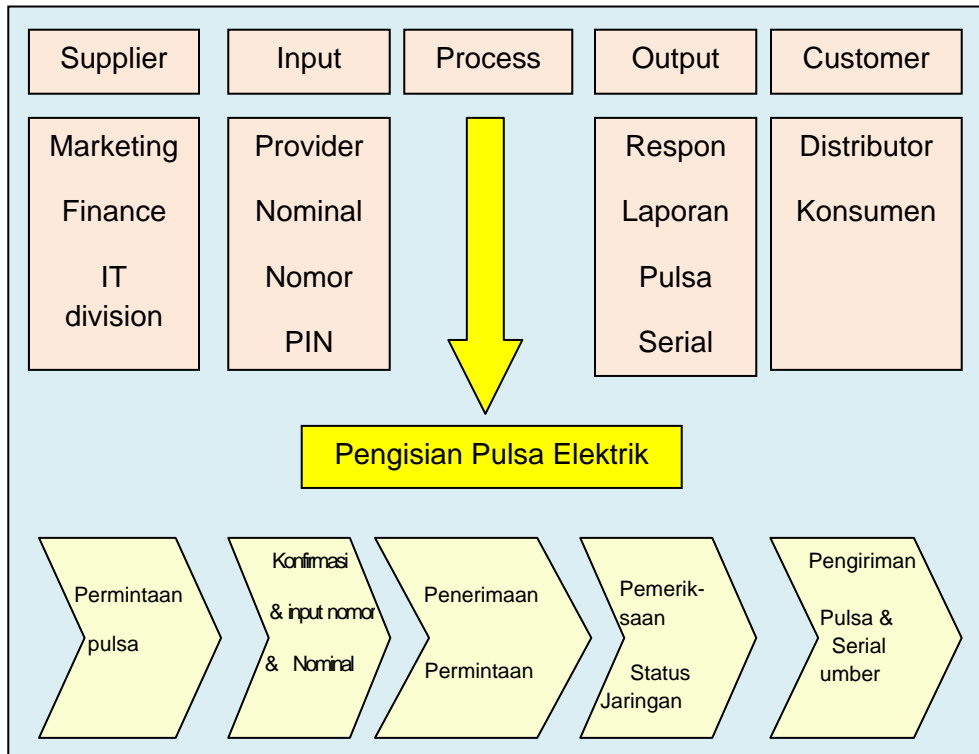 Supplier
Input
Process
Output
Customer
Marketing
Finance
IT
division
Provider
Nominal
Nomor
PIN
Respon
Laporan
Pulsa
Serial
Distributor
Konsumen
Pengisian Pulsa Elektrik
Permintaan
pulsa
Konfirmasi
& input nomor
& Nominal
Penerimaan
Permintaan
Pemerik-
saan
Status
Jaringan
Pengiriman
Pulsa &
Serial
umber